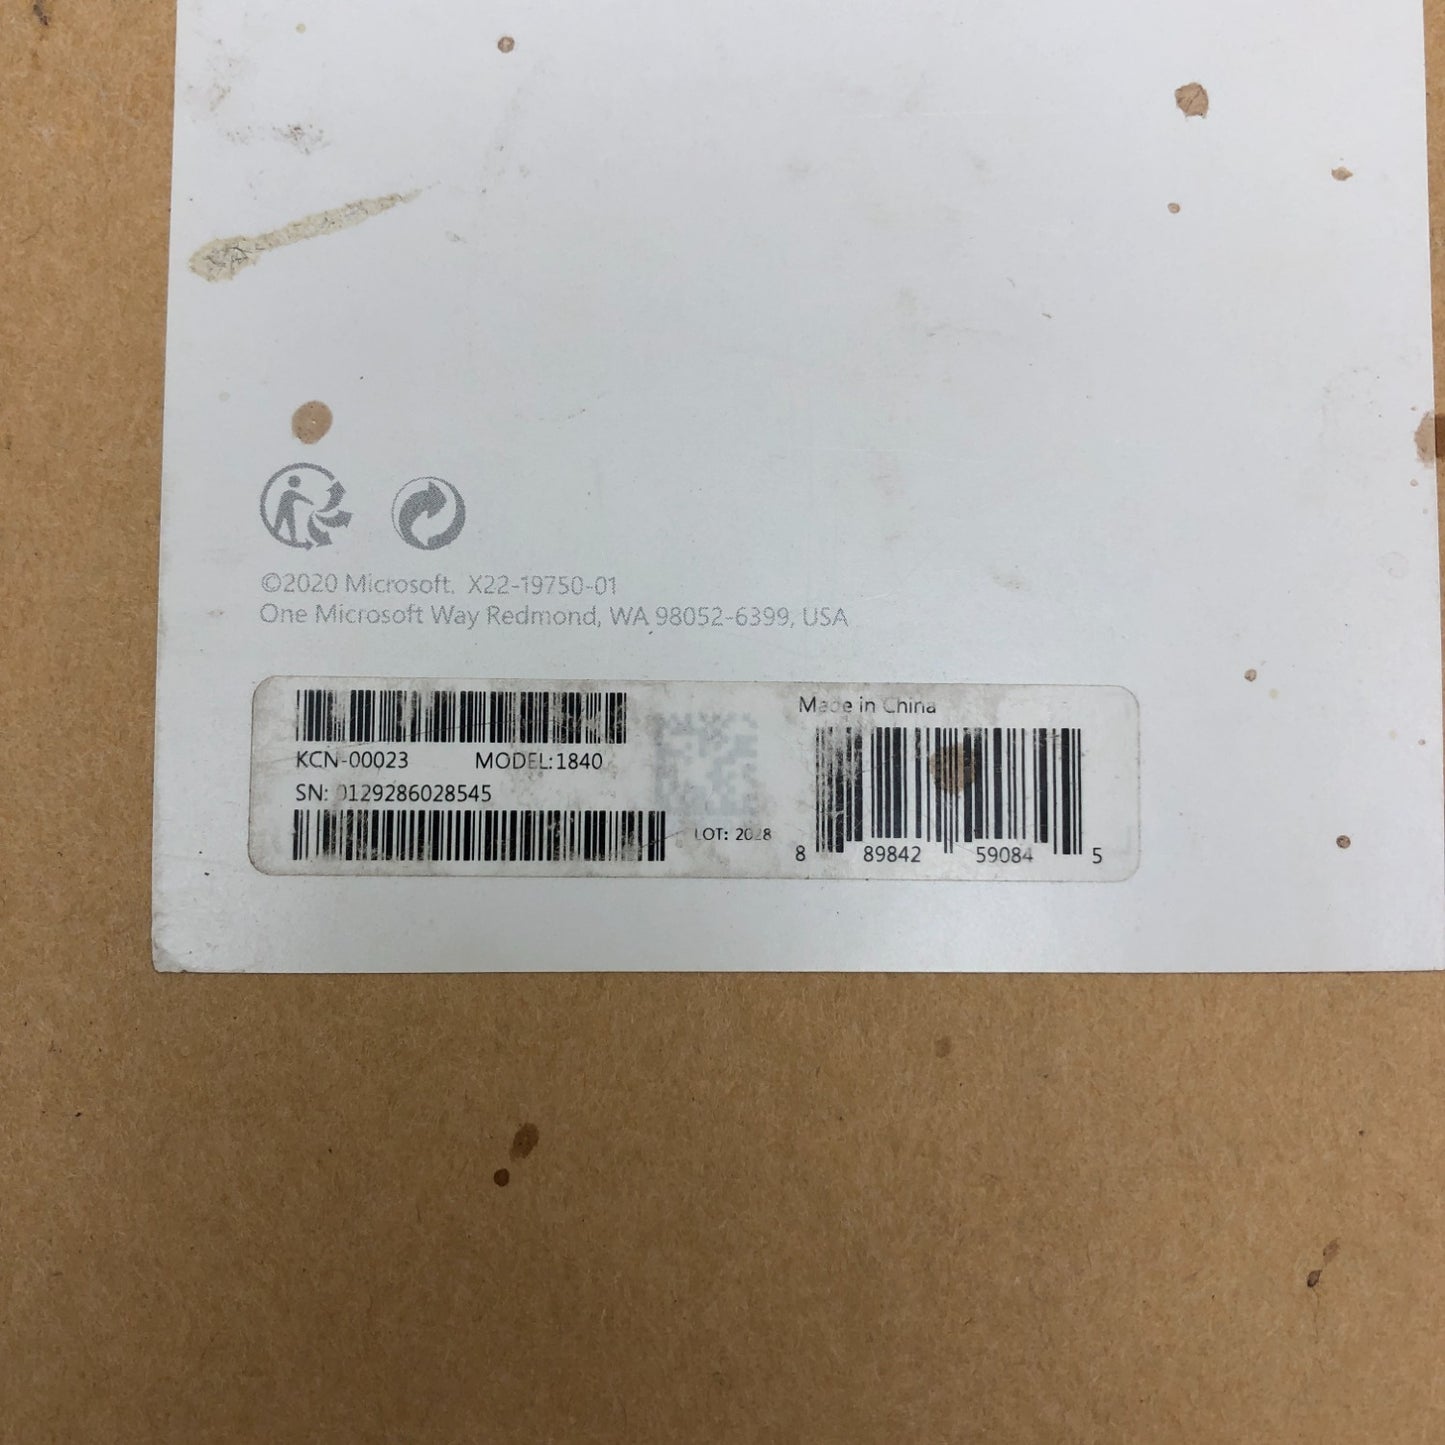 ©2020 Microsoft. X22-19750-01
One Microsoft Way Redmond, WA 98052-6399, USA
KCN-00023 MODEL:1840
SN: 0129286028545
LOT: 2028
Made in China
8 89842 59084 5